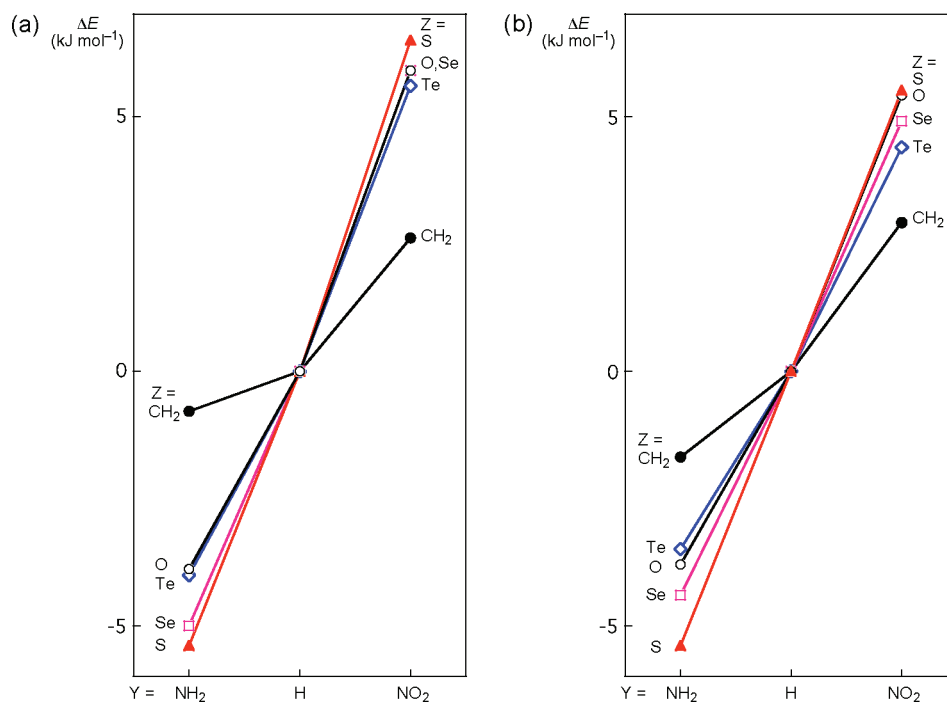 (a)
ΔE
(kJ mol⁻¹)
Z =
S
O,Se
Te
CH₂
5
0
-5
Z =
CH₂
O
Te
Se
S
Y =
NH₂
H
NO₂
(b)
ΔE
(kJ mol⁻¹)
Z =
S
O
Se
Te
CH₂
5
0
-5
Z =
CH₂
Te
O
Se
S
Y =
NH₂
H
NO₂